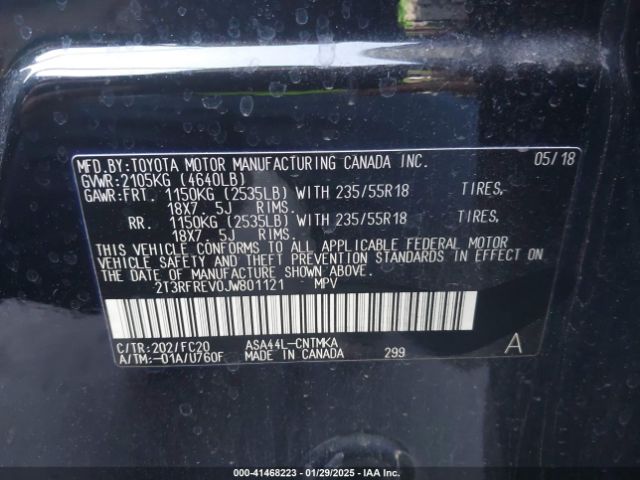 MFD.BY:TOYOTA MOTOR MANUFACTURING CANADA INC. 05/18
GVWR:2105KG (4640LB)
GAWR:FRT. 1150KG (2535LB) WITH 235/55R18 TIRES,
18X7 5J RIMS.
RR. 1150KG (2535LB) WITH 235/55R18 TIRES,
18X7 5J RIMS.
THIS VEHICLE CONFORMS TO ALL APPLICABLE FEDERAL MOTOR
VEHICLE SAFETY AND THEFT PREVENTION STANDARDS IN EFFECT ON
THE DATE OF MANUFACTURE SHOWN ABOVE.
2T3RFREV0JW801121 MPV
C/TR:202/FC20 ASA44L-CNTMKA
A/TM:-01A/U760F MADE IN CANADA 299 A
000-41468223 - 01/29/2025 - IAA Inc.